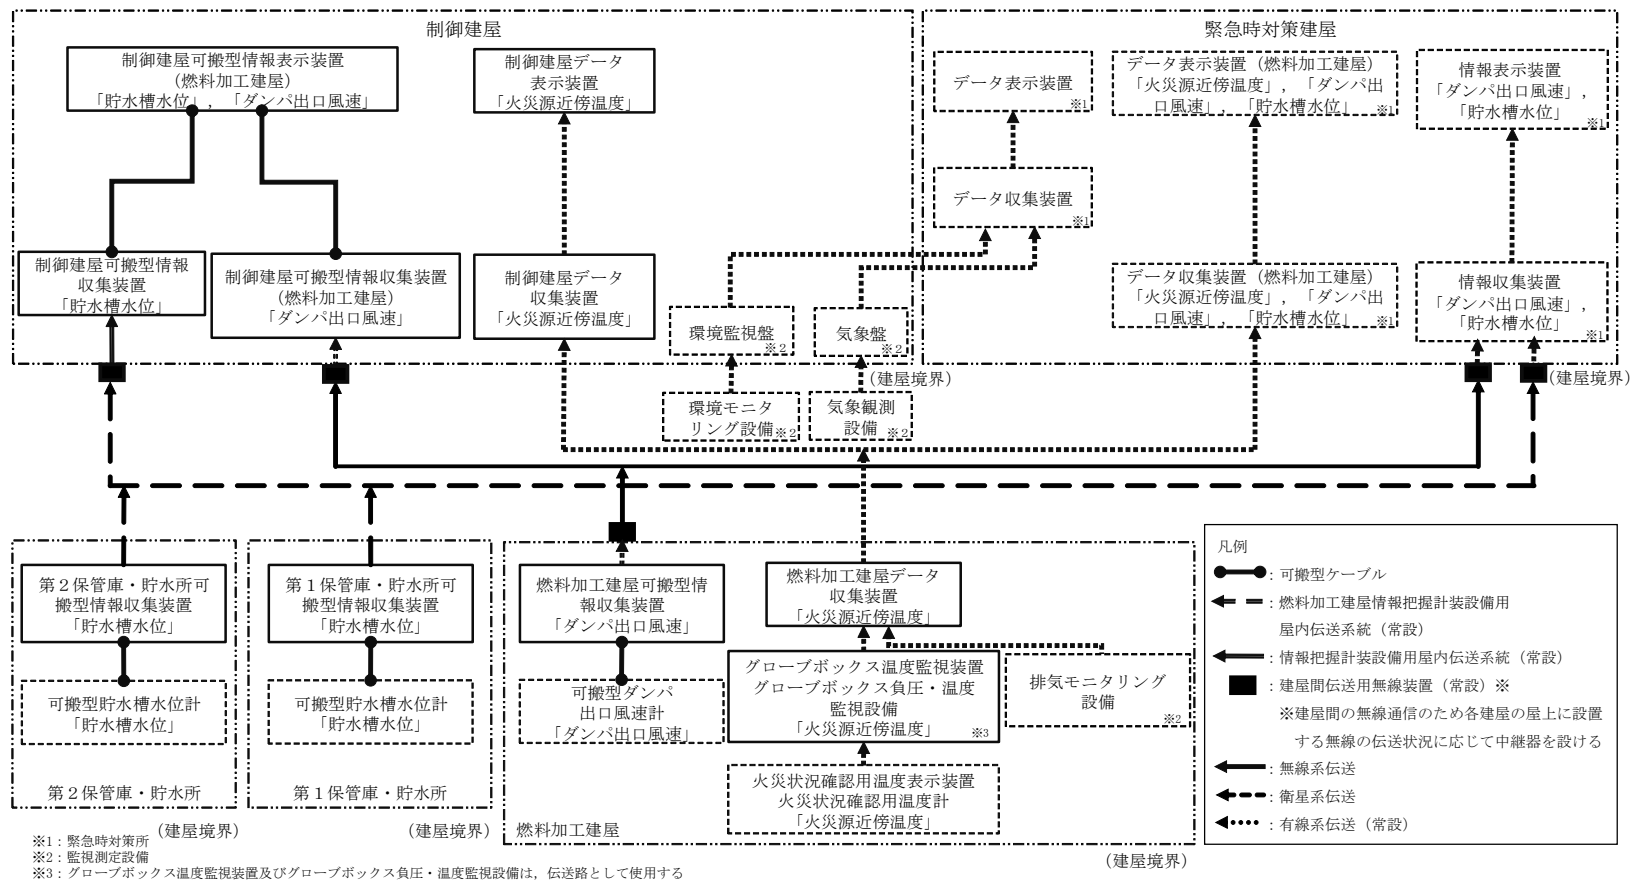 制御建屋
制御建屋可搬型情報表示装置
（燃料加工建屋）
「貯水槽水位」，「ダンパ出口風速」
制御建屋データ
表示装置
「火災源近傍温度」
制御建屋可搬型情報
収集装置
「貯水槽水位」
制御建屋可搬型情報収集装置
（燃料加工建屋）
「ダンパ出口風速」
制御建屋データ
収集装置
「火災源近傍温度」
環境監視盤
※2
気象盤
※2
（建屋境界）
緊急時対策建屋
データ表示装置
※1
データ表示装置（燃料加工建屋）
「火災源近傍温度」，「ダンパ出
口風速」，「貯水槽水位」
※1
情報表示装置
「ダンパ出口風速」，
「貯水槽水位」
※1
データ収集装置
※1
データ収集装置（燃料加工建屋）
「火災源近傍温度」，「ダンパ出
口風速」，「貯水槽水位」
※1
情報収集装置
「ダンパ出口風速」，
「貯水槽水位」
※1
（建屋境界）
環境モニタ
リング設備※2
気象観測
設備 ※2
第２保管庫・貯水所可
搬型情報収集装置
「貯水槽水位」
可搬型貯水槽水位計
「貯水槽水位」
第２保管庫・貯水所
（建屋境界）
第１保管庫・貯水所可
搬型情報収集装置
「貯水槽水位」
可搬型貯水槽水位計
「貯水槽水位」
第１保管庫・貯水所
（建屋境界）
燃料加工建屋可搬型情
報収集装置
「ダンパ出口風速」
可搬型ダンパ
出口風速計
「ダンパ出口風速」
燃料加工建屋データ
収集装置
「火災源近傍温度」
グローブボックス温度監視装置
グローブボックス負圧・温度
監視設備
「火災源近傍温度」
※3
排気モニタリング
設備
※2
火災状況確認用温度表示装置
火災状況確認用温度計
「火災源近傍温度」
燃料加工建屋
（建屋境界）
凡例
：可搬型ケーブル
：燃料加工建屋情報把握計装設備用
屋内伝送系統（常設）
：情報把握計装設備用屋内伝送系統（常設）
：建屋間伝送用無線装置（常設）※
※建屋間の無線通信のため各建屋の屋上に設置
する無線の伝送状況に応じて中継器を設ける
：無線系伝送
：衛星系伝送
：有線系伝送（常設）
※1：緊急時対策所
※2：監視測定設備
※3：グローブボックス温度監視装置及びグローブボックス負圧・温度監視設備は，伝送路として使用する